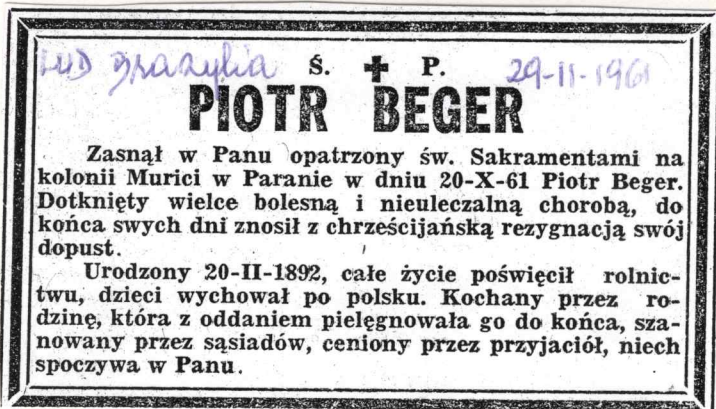 LUD Brazylia Ś. ✝ P. 29-11-1961
PIOTR BEGER
Zasnął w Panu opatrzony św. Sakramentami na
kolonii Murici w Paranie w dniu 20-X-61 Piotr Beger.
Dotknięty wielce bolesną i nieuleczalną chorobą, do
końca swych dni znosił z chrześcijańską rezygnacją swój
dopust.
Urodzony 20-II-1892, całe życie poświęcił rolnic-
twu, dzieci wychował po polsku. Kochany przez ro-
dzinę, która z oddaniem pielęgnowała go do końca, sza-
nowany przez sąsiadów, ceniony przez przyjaciół, niech
spoczywa w Panu.